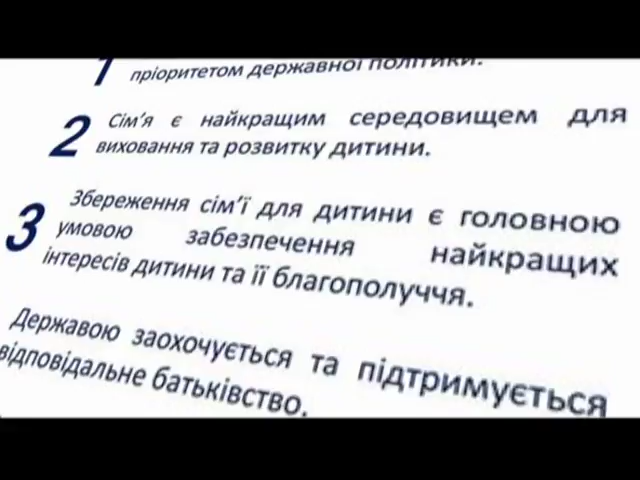 1 пріоритетом державної політики.
2 Сім'я є найкращим середовищем для
виховання та розвитку дитини.
3 Збереження сім'ї для дитини є головною
умовою забезпечення найкращих
інтересів дитини та її благополуччя.
Державою заохочується та підтримується
відповідальне батьківство.